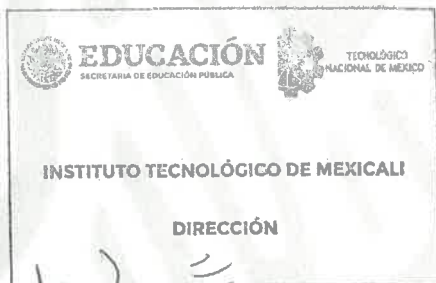 EDUCACIÓN
SECRETARÍA DE EDUCACIÓN PÚBLICA
TECNOLÓGICO
NACIONAL DE MÉXICO
INSTITUTO TECNOLÓGICO DE MEXICALI
DIRECCIÓN